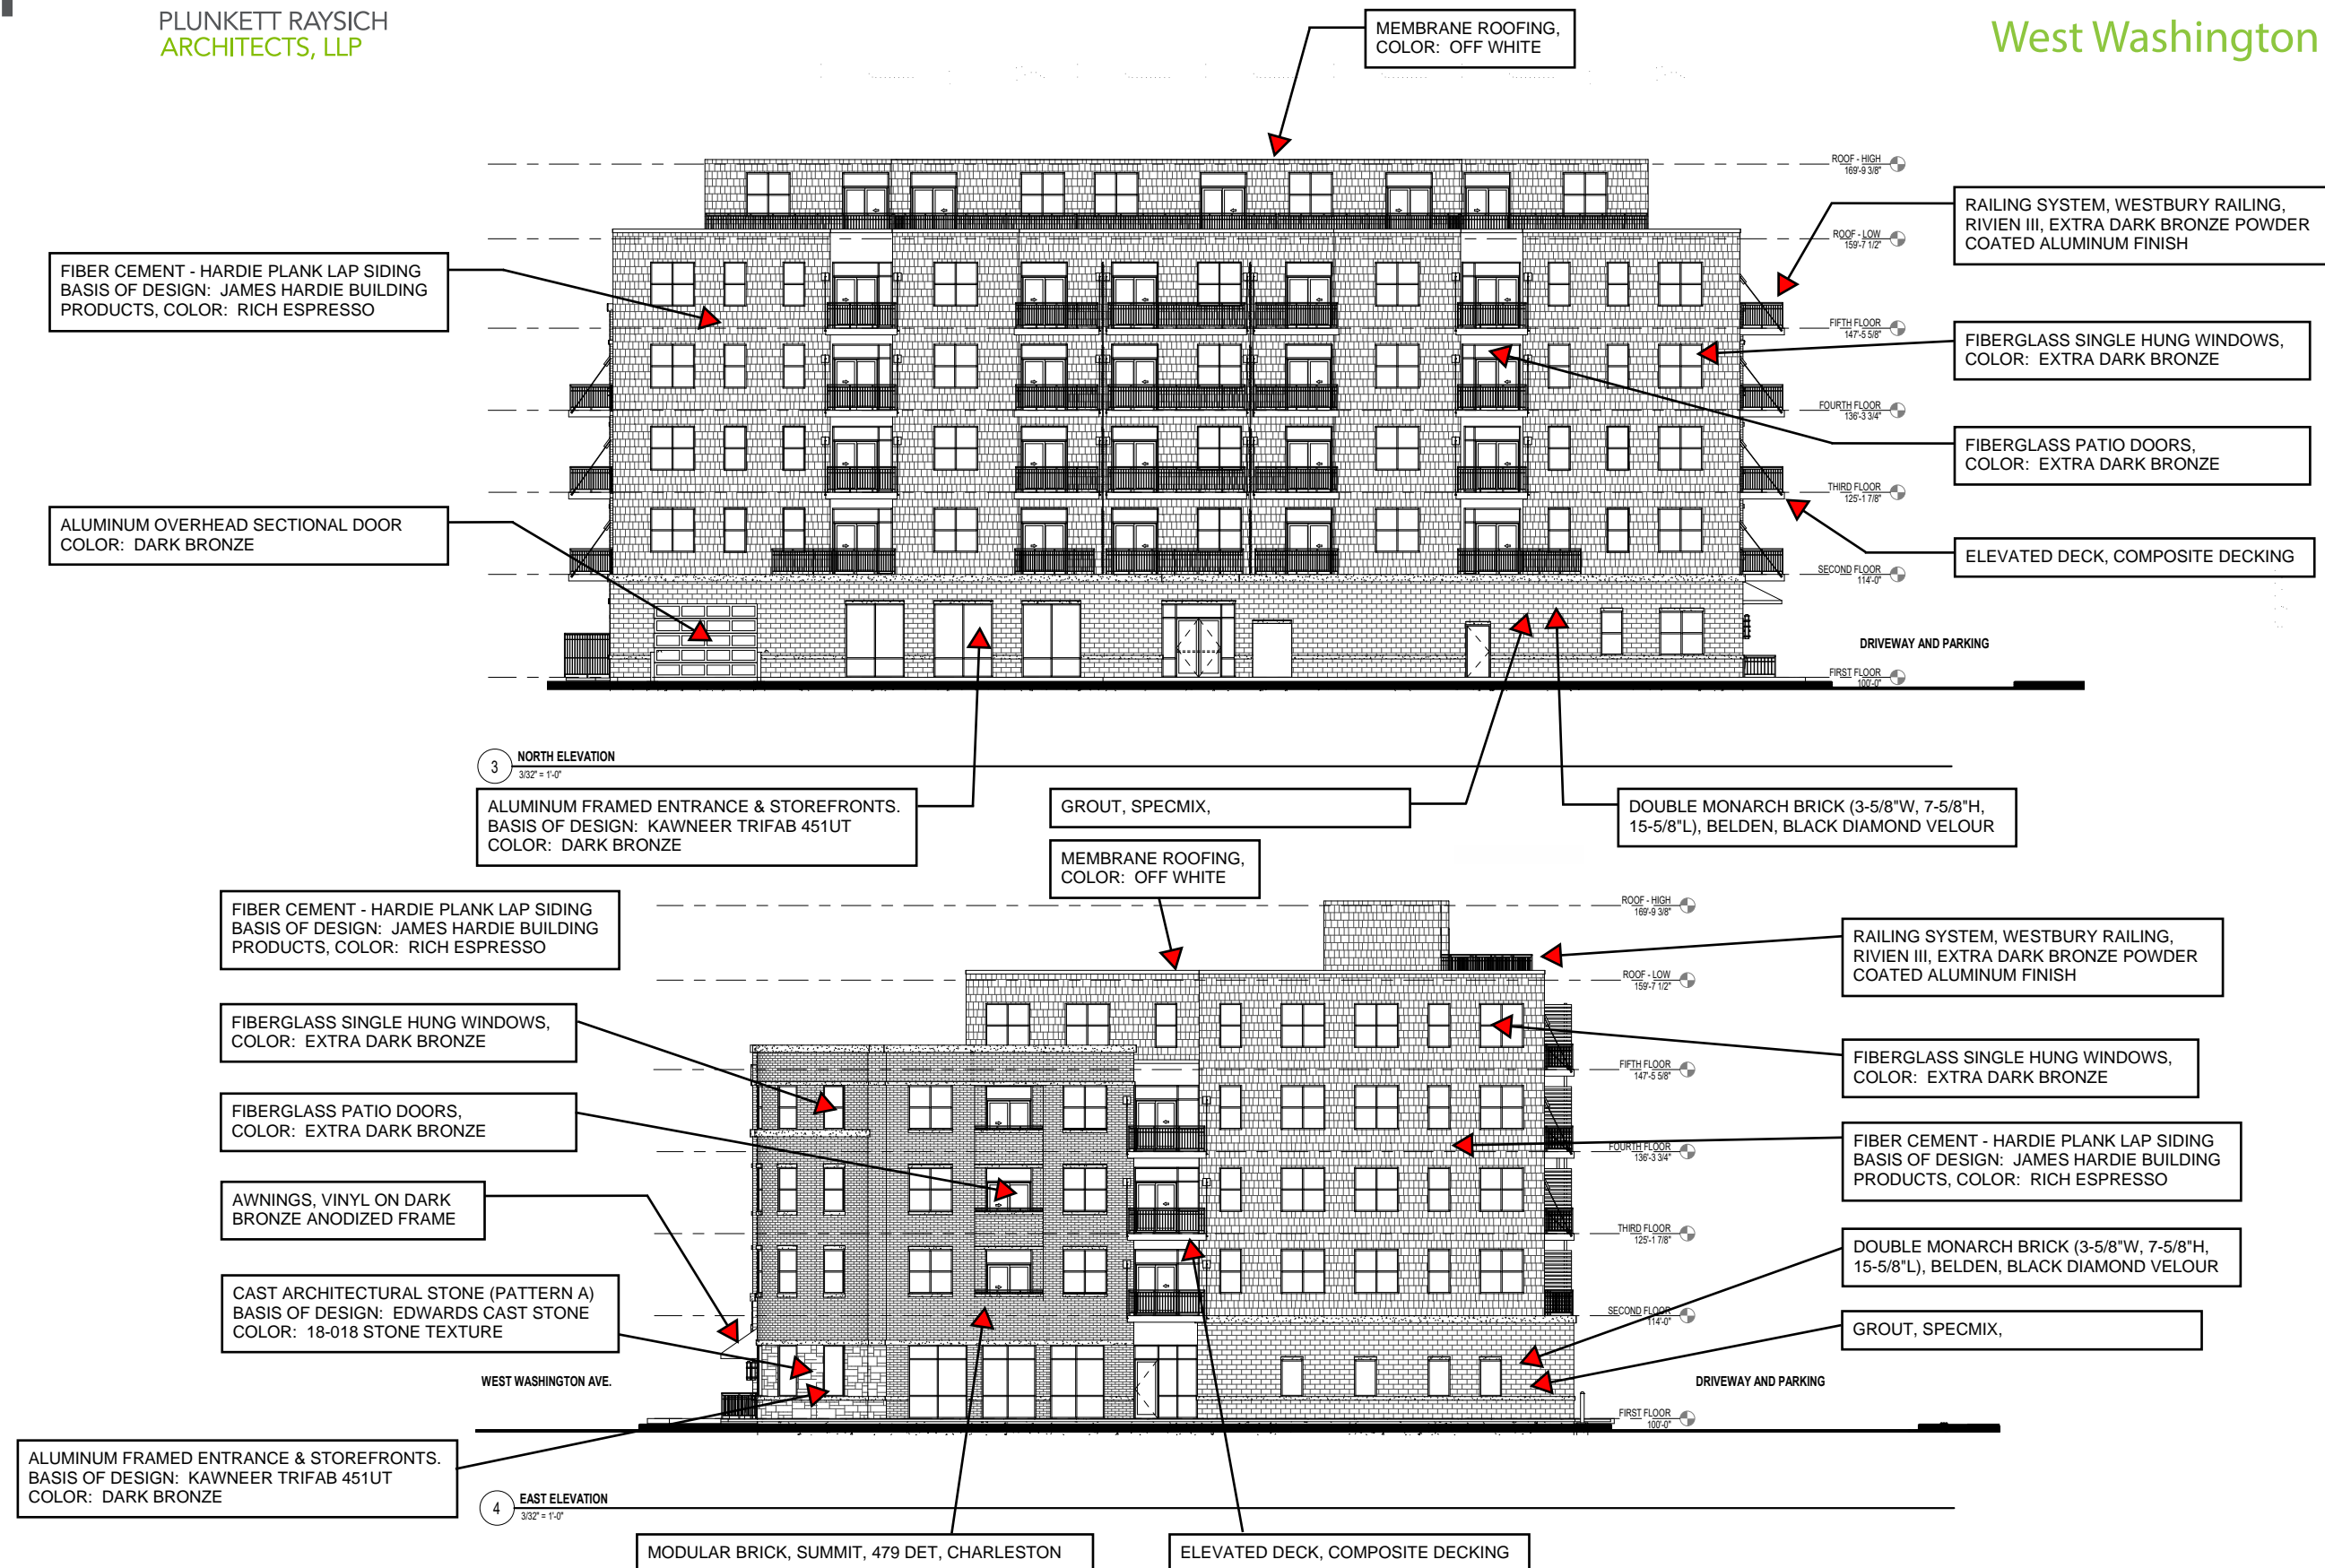 PLUNKETT RAYSICH
ARCHITECTS, LLP
West Washington
MEMBRANE ROOFING,
COLOR: OFF WHITE
ROOF - HIGH
169'-9 3/8"
RAILING SYSTEM, WESTBURY RAILING,
RIVIEN III, EXTRA DARK BRONZE POWDER
COATED ALUMINUM FINISH
ROOF - LOW
159'-7 1/2"
FIBER CEMENT - HARDIE PLANK LAP SIDING
BASIS OF DESIGN: JAMES HARDIE BUILDING
PRODUCTS, COLOR: RICH ESPRESSO
FIFTH FLOOR
147'-5 5/8"
FIBERGLASS SINGLE HUNG WINDOWS,
COLOR: EXTRA DARK BRONZE
FOURTH FLOOR
136'-3 3/4"
FIBERGLASS PATIO DOORS,
COLOR: EXTRA DARK BRONZE
THIRD FLOOR
125'-1 7/8"
ALUMINUM OVERHEAD SECTIONAL DOOR
COLOR: DARK BRONZE
ELEVATED DECK, COMPOSITE DECKING
SECOND FLOOR
114'-0"
DRIVEWAY AND PARKING
FIRST FLOOR
100'-0"
3
NORTH ELEVATION
3/32" = 1'-0"
ALUMINUM FRAMED ENTRANCE & STOREFRONTS.
BASIS OF DESIGN: KAWNEER TRIFAB 451UT
COLOR: DARK BRONZE
GROUT, SPECMIX,
DOUBLE MONARCH BRICK (3-5/8"W, 7-5/8"H,
15-5/8"L), BELDEN, BLACK DIAMOND VELOUR
MEMBRANE ROOFING,
COLOR: OFF WHITE
FIBER CEMENT - HARDIE PLANK LAP SIDING
BASIS OF DESIGN: JAMES HARDIE BUILDING
PRODUCTS, COLOR: RICH ESPRESSO
ROOF - HIGH
169'-9 3/8"
RAILING SYSTEM, WESTBURY RAILING,
RIVIEN III, EXTRA DARK BRONZE POWDER
COATED ALUMINUM FINISH
ROOF - LOW
159'-7 1/2"
FIBERGLASS SINGLE HUNG WINDOWS,
COLOR: EXTRA DARK BRONZE
FIBERGLASS SINGLE HUNG WINDOWS,
COLOR: EXTRA DARK BRONZE
FIFTH FLOOR
147'-5 5/8"
FIBERGLASS PATIO DOORS,
COLOR: EXTRA DARK BRONZE
FIBER CEMENT - HARDIE PLANK LAP SIDING
BASIS OF DESIGN: JAMES HARDIE BUILDING
PRODUCTS, COLOR: RICH ESPRESSO
FOURTH FLOOR
136'-3 3/4"
AWNINGS, VINYL ON DARK
BRONZE ANODIZED FRAME
THIRD FLOOR
125'-1 7/8"
DOUBLE MONARCH BRICK (3-5/8"W, 7-5/8"H,
15-5/8"L), BELDEN, BLACK DIAMOND VELOUR
CAST ARCHITECTURAL STONE (PATTERN A)
BASIS OF DESIGN: EDWARDS CAST STONE
COLOR: 18-018 STONE TEXTURE
SECOND FLOOR
114'-0"
GROUT, SPECMIX,
WEST WASHINGTON AVE.
DRIVEWAY AND PARKING
FIRST FLOOR
100'-0"
ALUMINUM FRAMED ENTRANCE & STOREFRONTS.
BASIS OF DESIGN: KAWNEER TRIFAB 451UT
COLOR: DARK BRONZE
4
EAST ELEVATION
3/32" = 1'-0"
MODULAR BRICK, SUMMIT, 479 DET, CHARLESTON
ELEVATED DECK, COMPOSITE DECKING